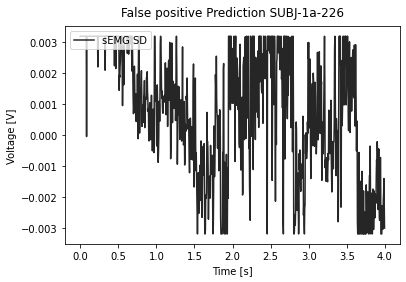 False positive Prediction SUBJ-1a-226
sEMG SD
Voltage [V]
0.003
0.002
0.001
0.000
−0.001
−0.002
−0.003
0.0 0.5 1.0 1.5 2.0 2.5 3.0 3.5 4.0
Time [s]